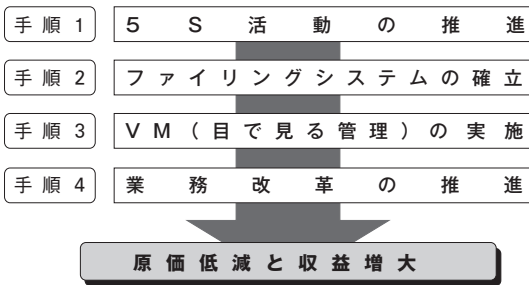 手順1 5S活動の推進
手順2 ファイリングシステムの確立
手順3 VM(目で見る管理)の実施
手順4 業務改革の推進
原価低減と収益増大